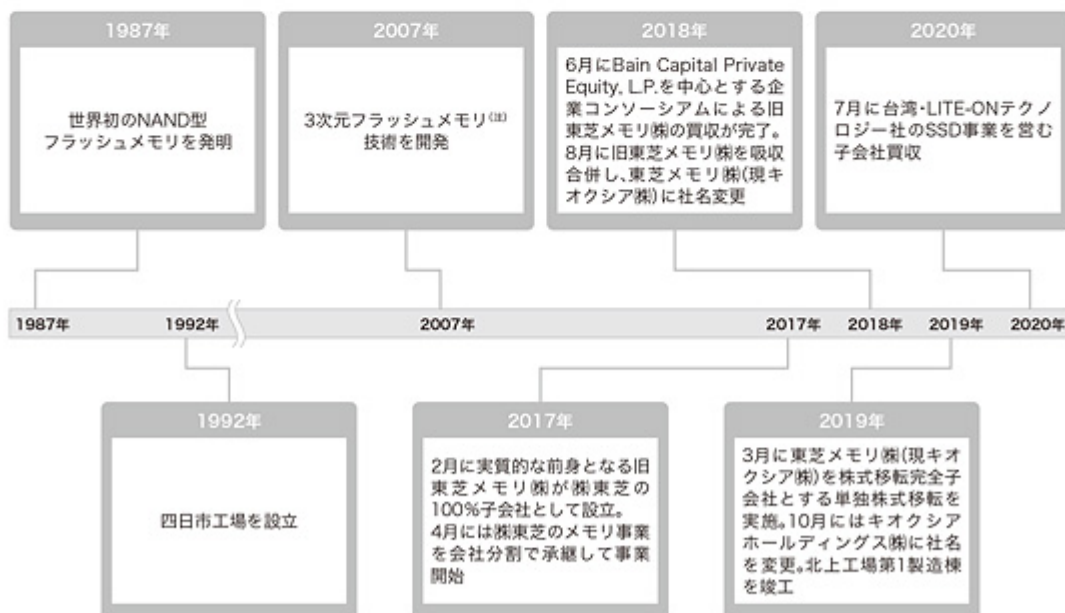 1987年
世界初のNAND型
フラッシュメモリを発明
2007年
3次元フラッシュメモリ(注)
技術を開発
2018年
6月にBain Capital Private
Equity, L.P.を中心とする企
業コンソーシアムによる旧
東芝メモリ㈱の買収が完了。
8月に旧東芝メモリ㈱を吸収
合併し、東芝メモリ㈱(現キ
オクシア㈱)に社名変更
2020年
7月に台湾・LITE-ONテクノ
ロジー社のSSD事業を営む
子会社買収
1987年 1992年 2007年 2017年 2018年 2019年 2020年
1992年
四日市工場を設立
2017年
2月に実質的な前身となる旧
東芝メモリ㈱が㈱東芝の
100%子会社として設立。
4月には㈱東芝のメモリ事業
を会社分割で承継して事業
開始
2019年
3月に東芝メモリ㈱(現キオ
クシア㈱)を株式移転完全子
会社とする単独株式移転を
実施。10月にはキオクシア
ホールディングス㈱に社名
を変更。北上工場第1製造棟
を竣工